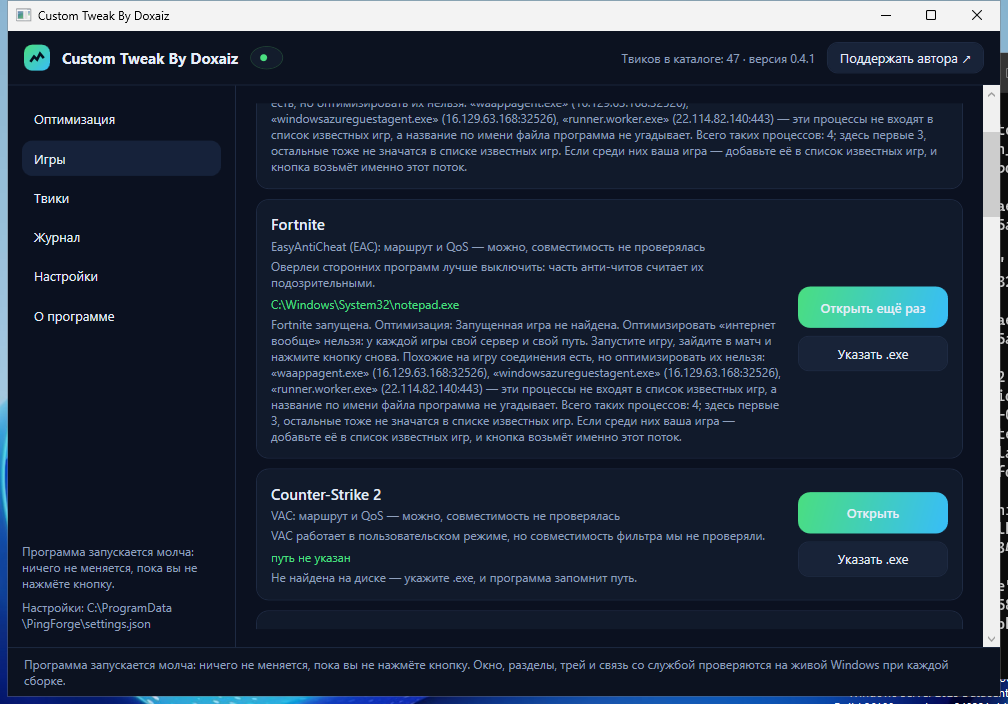 Custom Tweak By Doxaiz
Custom Tweak By Doxaiz
Твиков в каталоге: 47 · версия 0.4.1
Поддержать автора ↗
Оптимизация
Игры
Твики
Журнал
Настройки
О программе
Программа запускается молча:
ничего не меняется, пока вы не
нажмёте кнопку.
Настройки: C:\ProgramData
\PingForge\settings.json
есть, но оптимизировать их нельзя: «waappagent.exe» (16.129.63.168:32526),
«windowsazureguestagent.exe» (16.129.63.168:32526), «runner.worker.exe» (22.114.82.140:443) — эти процессы не входят в
список известных игр, а название по имени файла программа не угадывает. Всего таких процессов: 4; здесь первые 3,
остальные тоже не значатся в списке известных игр. Если среди них ваша игра — добавьте её в список известных игр, и
кнопка возьмёт именно этот поток.
Fortnite
EasyAntiCheat (EAC): маршрут и QoS — можно, совместимость не проверялась
Оверлеи сторонних программ лучше выключить: часть анти-читов считает их
подозрительными.
C:\Windows\System32\notepad.exe
Fortnite запущена. Оптимизация: Запущенная игра не найдена. Оптимизировать «интернет
вообще» нельзя: у каждой игры свой сервер и свой путь. Запустите игру, зайдите в матч и
нажмите кнопку снова. Похожие на игру соединения есть, но оптимизировать их нельзя:
«waappagent.exe» (16.129.63.168:32526), «windowsazureguestagent.exe» (16.129.63.168:32526),
«runner.worker.exe» (22.114.82.140:443) — эти процессы не входят в список известных игр, а
название по имени файла программа не угадывает. Всего таких процессов: 4; здесь первые
3, остальные тоже не значатся в списке известных игр. Если среди них ваша игра —
добавьте её в список известных игр, и кнопка возьмёт именно этот поток.
Открыть ещё раз
Указать .exe
Counter-Strike 2
VAC: маршрут и QoS — можно, совместимость не проверялась
VAC работает в пользовательском режиме, но совместимость фильтра мы не проверяли.
путь не указан
Не найдена на диске — укажите .exe, и программа запомнит путь.
Открыть
Указать .exe
Программа запускается молча: ничего не меняется, пока вы не нажмёте кнопку. Окно, разделы, трей и связь со службой проверяются на живой Windows при каждой
сборке.